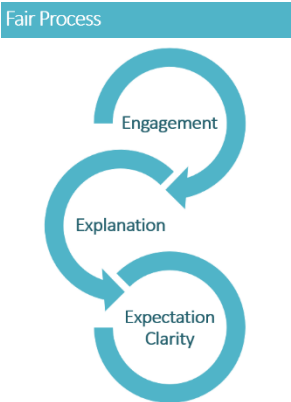 Fair Process
Engagement
Explanation
Expectation
Clarity